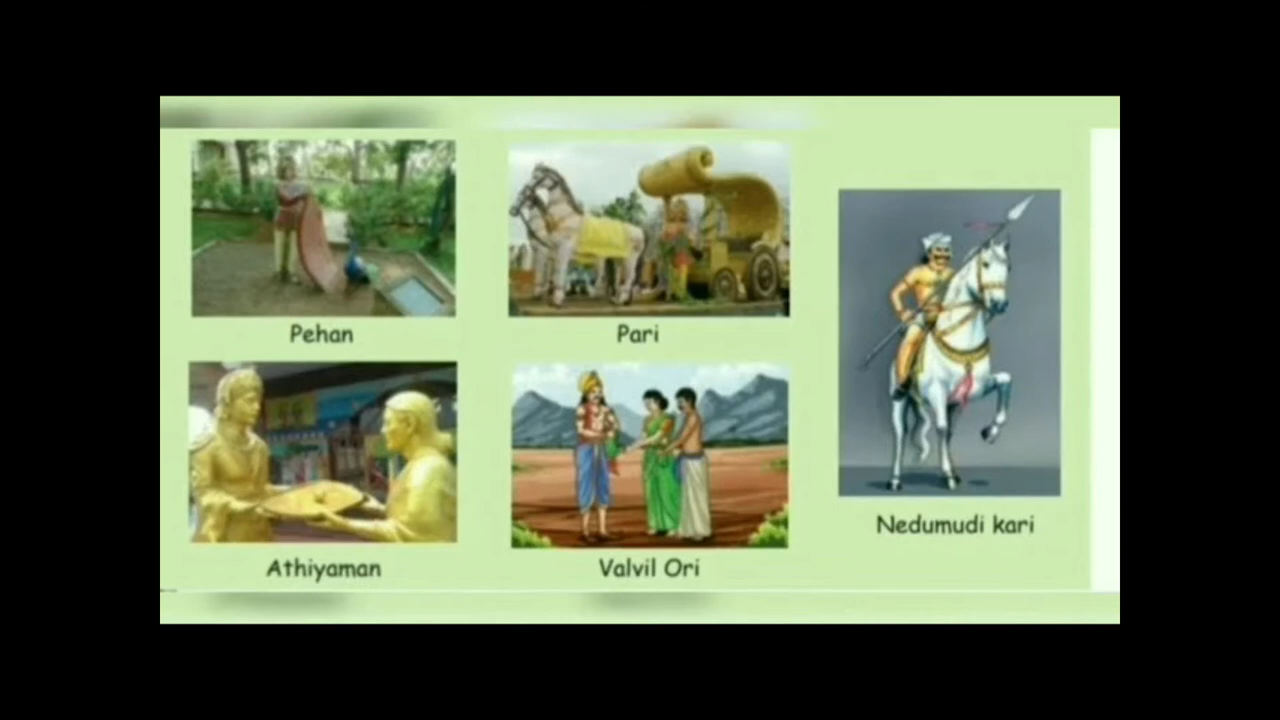 Pehan
Pari
Athiyaman
Valvil Ori
Nedumudi kari